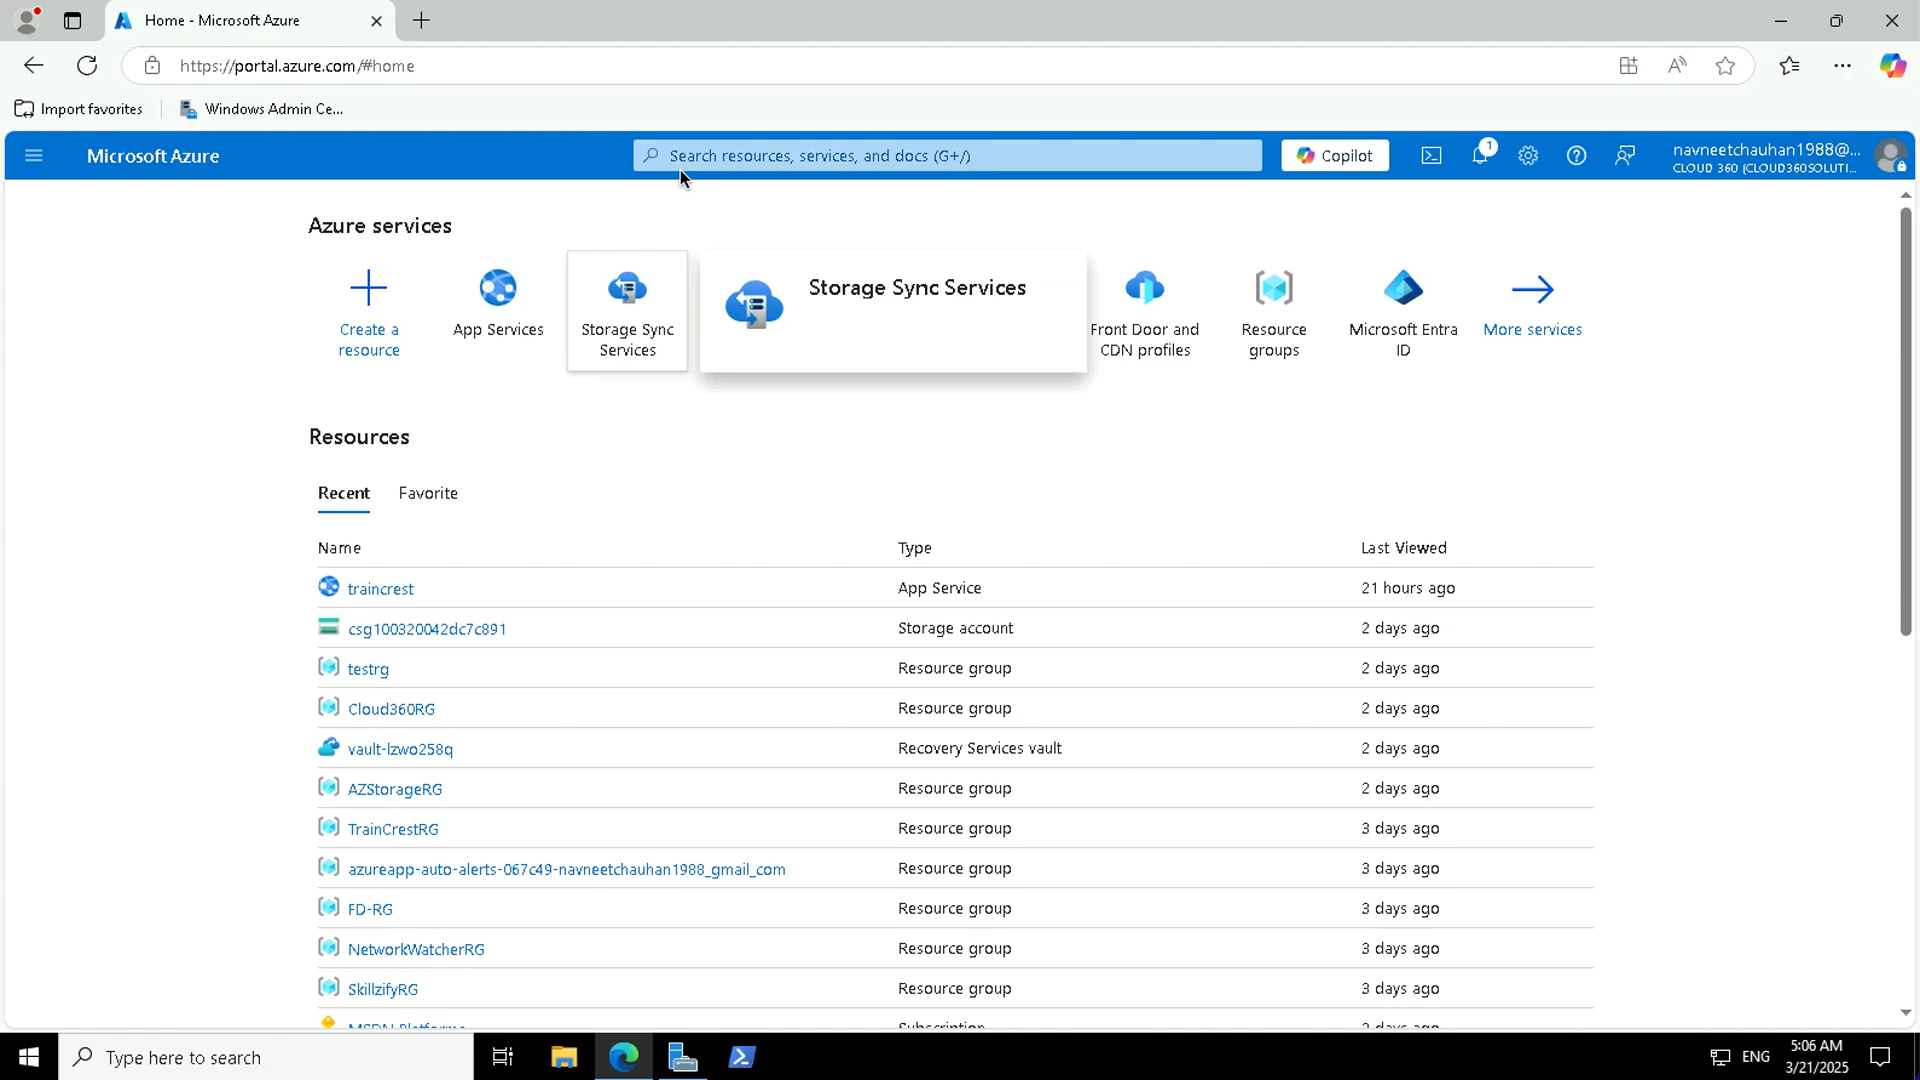 Home - Microsoft Azure
https://portal.azure.com/#home
Import favorites
Windows Admin Ce...
Microsoft Azure
Search resources, services, and docs (G+/)
Copilot
1
navneetchauhan1988@...
CLOUD 360 (CLOUD360SOLUTI...
Azure services
Create a
resource
App Services
Storage Sync
Services
Storage Sync Services
Front Door and
CDN profiles
Resource
groups
Microsoft Entra
ID
More services
Resources
Recent
Favorite
Name Type Last Viewed
traincrest App Service 21 hours ago
csg100320042dc7c891 Storage account 2 days ago
testrg Resource group 2 days ago
Cloud360RG Resource group 2 days ago
vault-lzwo258q Recovery Services vault 2 days ago
AZStorageRG Resource group 2 days ago
TrainCrestRG Resource group 3 days ago
azureapp-auto-alerts-067c49-navneetchauhan1988_gmail_com Resource group 3 days ago
FD-RG Resource group 3 days ago
NetworkWatcherRG Resource group 3 days ago
SkillzifyRG Resource group 3 days ago
Type here to search
ENG
5:06 AM
3/21/2025